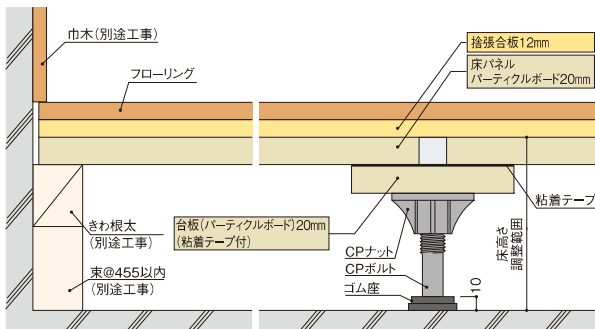 巾木（別途工事）
フローリング
捨張合板12mm
床パネル
パーティクルボード20mm
粘着テープ
きわ根太
（別途工事）
台板（パーティクルボード）20mm
（粘着テープ付）
床高さ
調整範囲
CPナット
CPボルト
ゴム座
10
束@455以内
（別途工事）